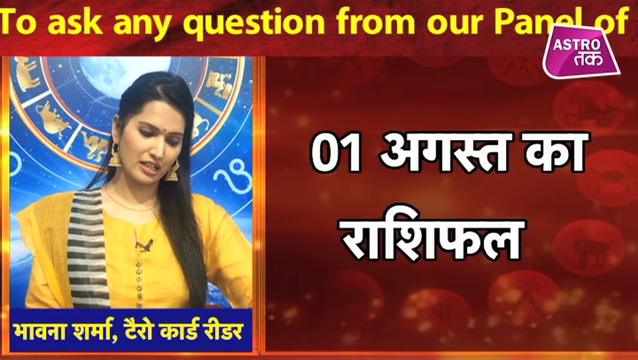 To ask any question from our Panel of
ASTRO
तक
01 अगस्त का
राशिफल
भावना शर्मा, टैरो कार्ड रीडर